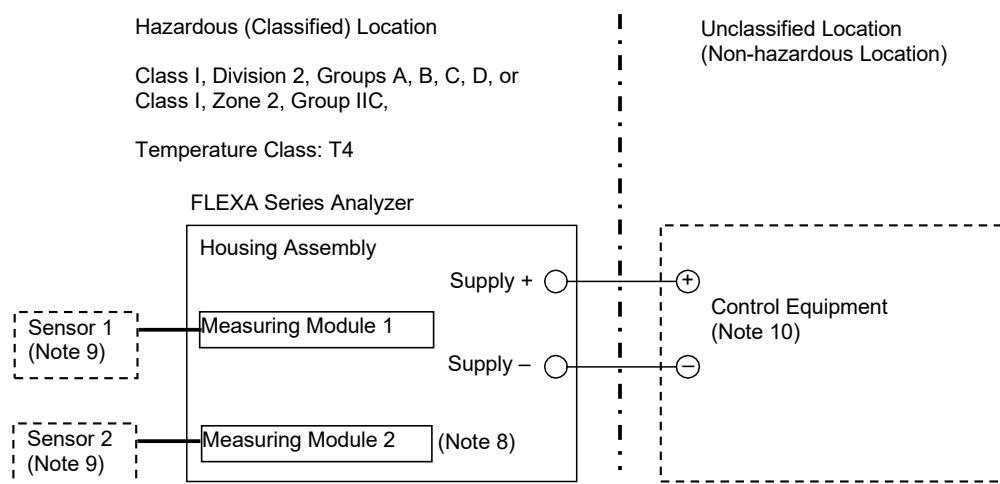 Hazardous (Classified) Location
Class I, Division 2, Groups A, B, C, D, or
Class I, Zone 2, Group IIC,
Temperature Class: T4
Unclassified Location
(Non-hazardous Location)
FLEXA Series Analyzer
Housing Assembly
Supply +
+
Control Equipment
(Note 10)
Sensor 1
(Note 9)
Measuring Module 1
Supply –
–
Sensor 2
(Note 9)
Measuring Module 2
(Note 8)